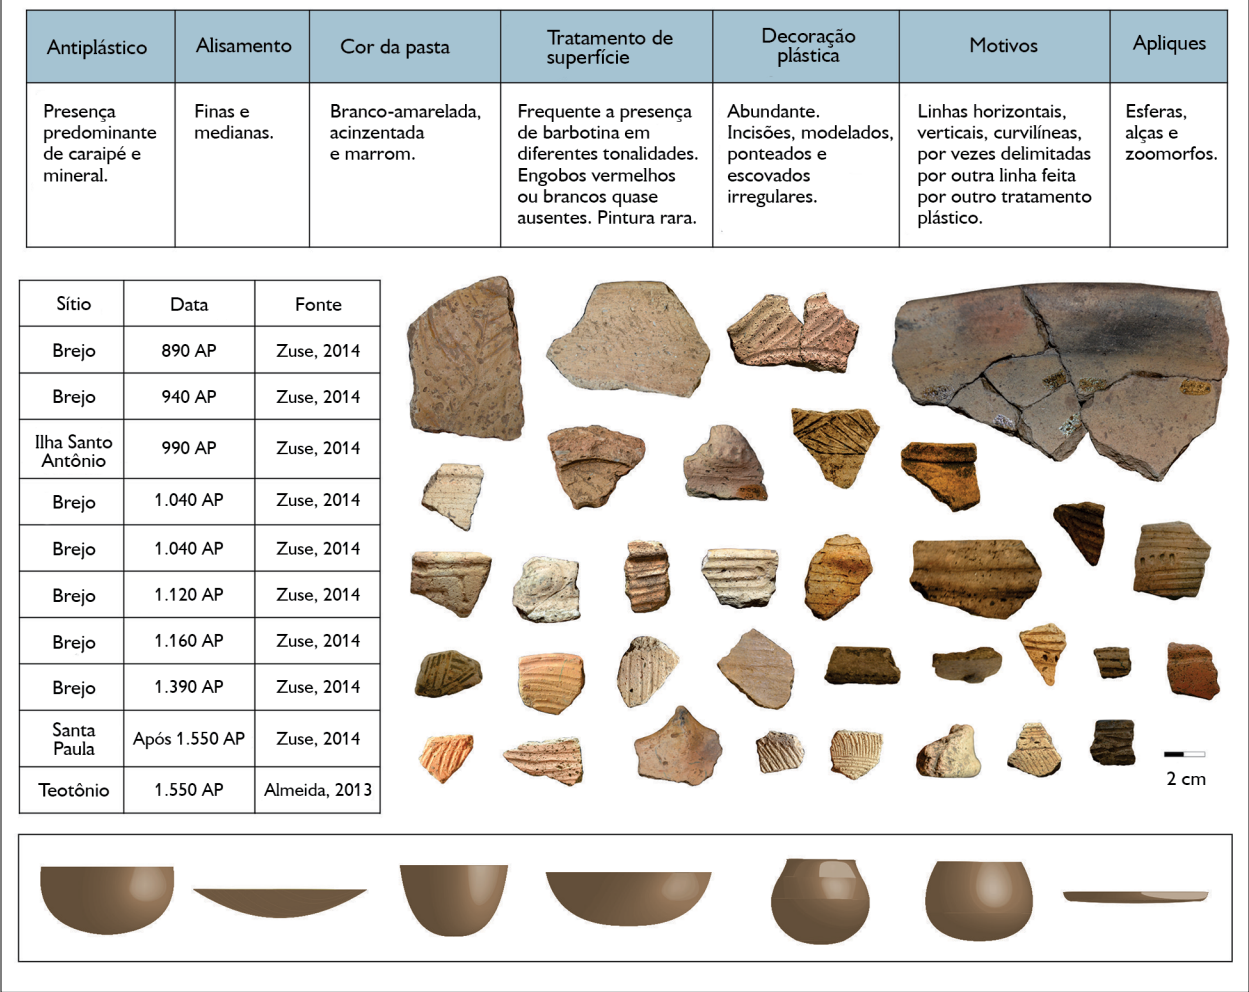 Antiplástico
Alisamento
Cor da pasta
Tratamento de
superfície
Decoração
plástica
Motivos
Apliques
Presença
predominante
de caraipé e
mineral.
Finas e
medianas.
Branco-amarelada,
acinzentada
e marrom.
Frequente a presença
de barbotina em
diferentes tonalidades.
Engobos vermelhos
ou brancos quase
ausentes. Pintura rara.
Abundante.
Incisões, modelados,
ponteados e
escovados
irregulares.
Linhas horizontais,
verticais, curvilíneas,
por vezes delimitadas
por outra linha feita
por outro tratamento
plástico.
Esferas,
alças e
zoomorfos.
Sítio Data Fonte
Brejo 890 AP Zuse, 2014
Brejo 940 AP Zuse, 2014
Ilha Santo
Antônio 990 AP Zuse, 2014
Brejo 1.040 AP Zuse, 2014
Brejo 1.040 AP Zuse, 2014
Brejo 1.120 AP Zuse, 2014
Brejo 1.160 AP Zuse, 2014
Brejo 1.390 AP Zuse, 2014
Santa
Paula Após 1.550 AP Zuse, 2014
Teotônio 1.550 AP Almeida, 2013
2 cm